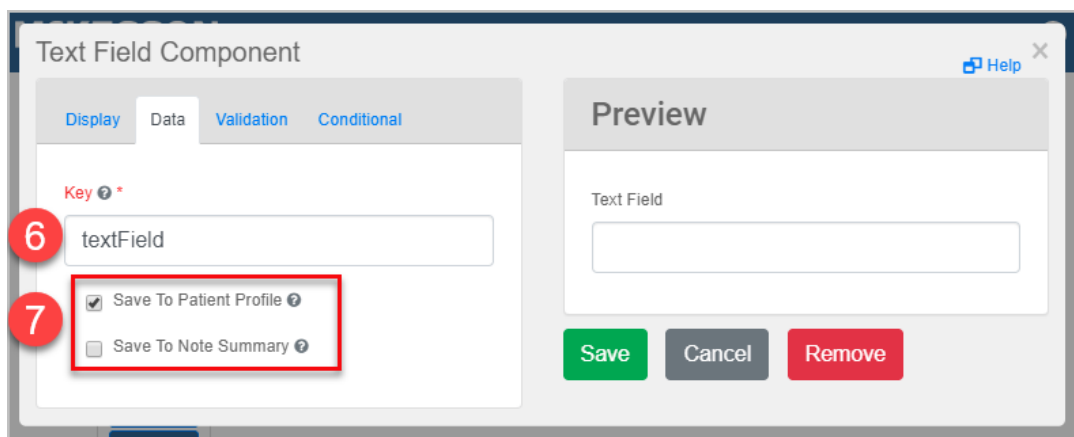 Text Field Component
Help
×
Display Data Validation Conditional
Key *
6
textField
7
Save To Patient Profile
Save To Note Summary
Preview
Text Field
Save Cancel Remove